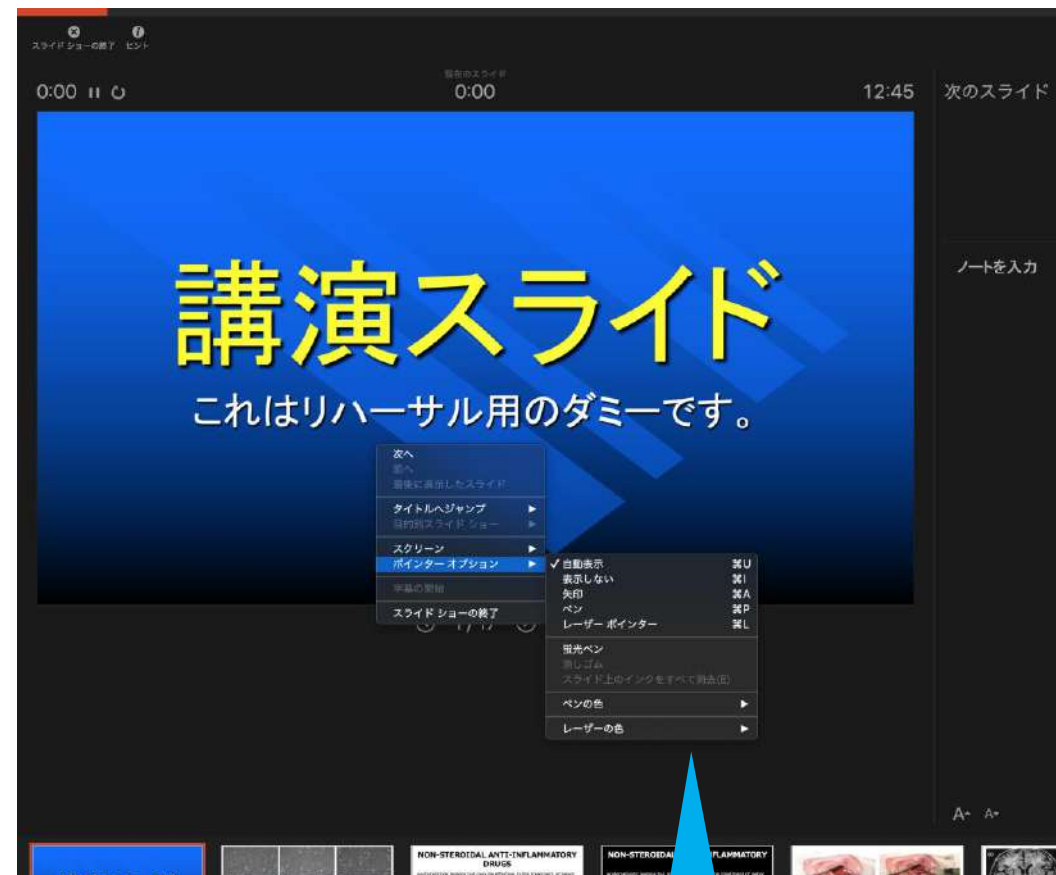 スライド ショーの終了 ヒント
現在のスライド
0:00
0:00
12:45
次のスライド
講演スライド
これはリハーサル用のダミーです。
ノートを入力
次へ
前へ
最後に表示したスライド
タイトルへジャンプ
目的別スライド ショー
スクリーン
ポインター オプション
字幕の開始
スライド ショーの終了
自動表示 ⌘U
表示しない ⌘I
矢印 ⌘A
ペン ⌘P
レーザー ポインター ⌘L
蛍光ペン
消しゴム
スライド上のインクをすべて消去(E)
ペンの色
レーザーの色
A A
NON-STEROIDAL ANTI-INFLAMMATORY
DRUGS